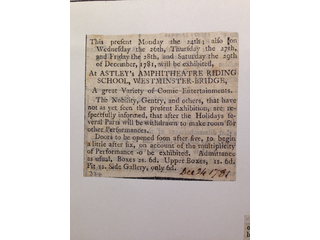 This present Monday the 24th; also on
Wednesday the 26th, Thursday the 27th,
and Friday the 28th, and Saturday the 29th
of December, 1781, will be exhibited,
At ASTLEY's AMPHITHEATRE RIDING
SCHOOL, WESTMINSTER-BRIDGE,
A great Variety of Comic Entertainments.
The Nobility, Gentry, and others, that have
not as yet seen the present Exhibition, are re-
spectfully informed, that after the Holidays
several Parts will be withdrawn to make room for
other Performances.
Doors to be opened soon after five, to begin
a little after six, on account of the multiplicity
of Performance to be exhibited. Admittance
as usual. Boxes 2s. 6d. Upper Boxes, 1s. 6d.
Pit 1s. Side Gallery, only 6d.
Dec 24 1781